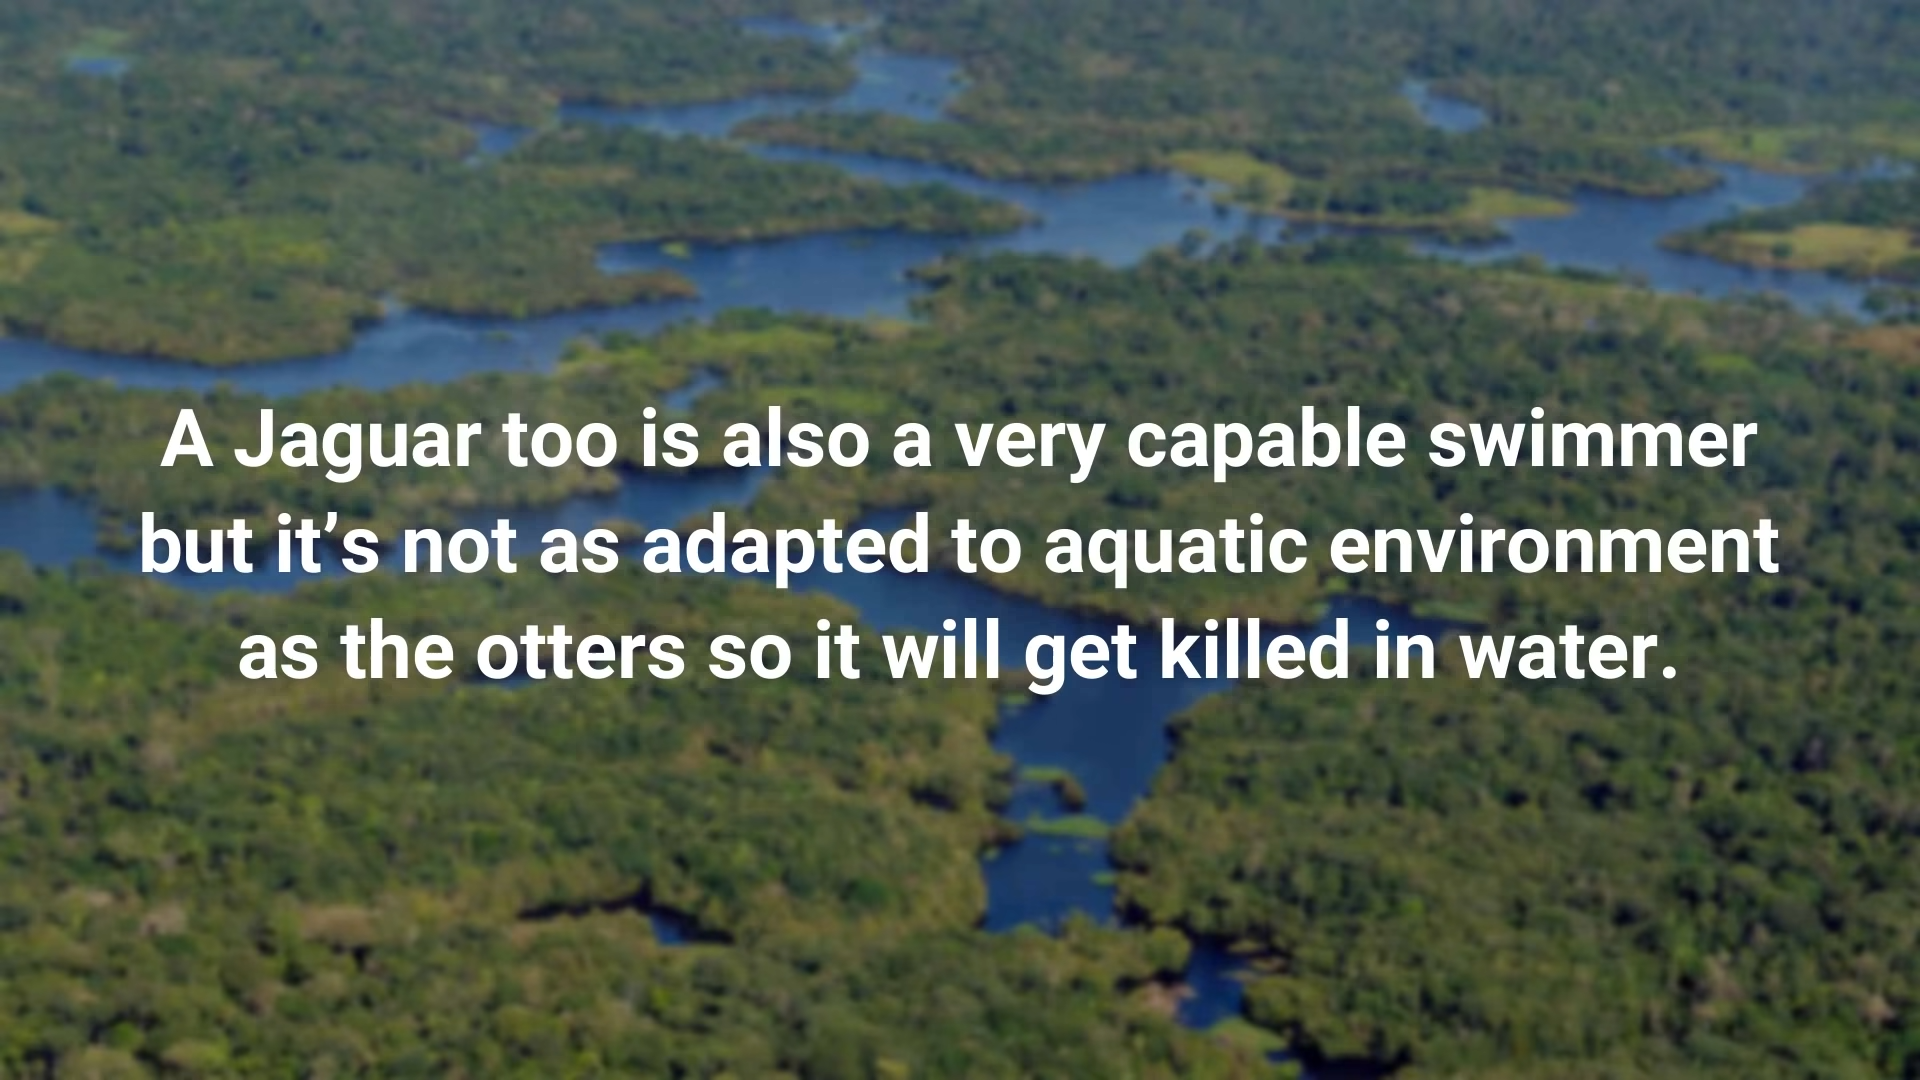 A Jaguar too is also a very capable swimmer
but it’s not as adapted to aquatic environment
as the otters so it will get killed in water.